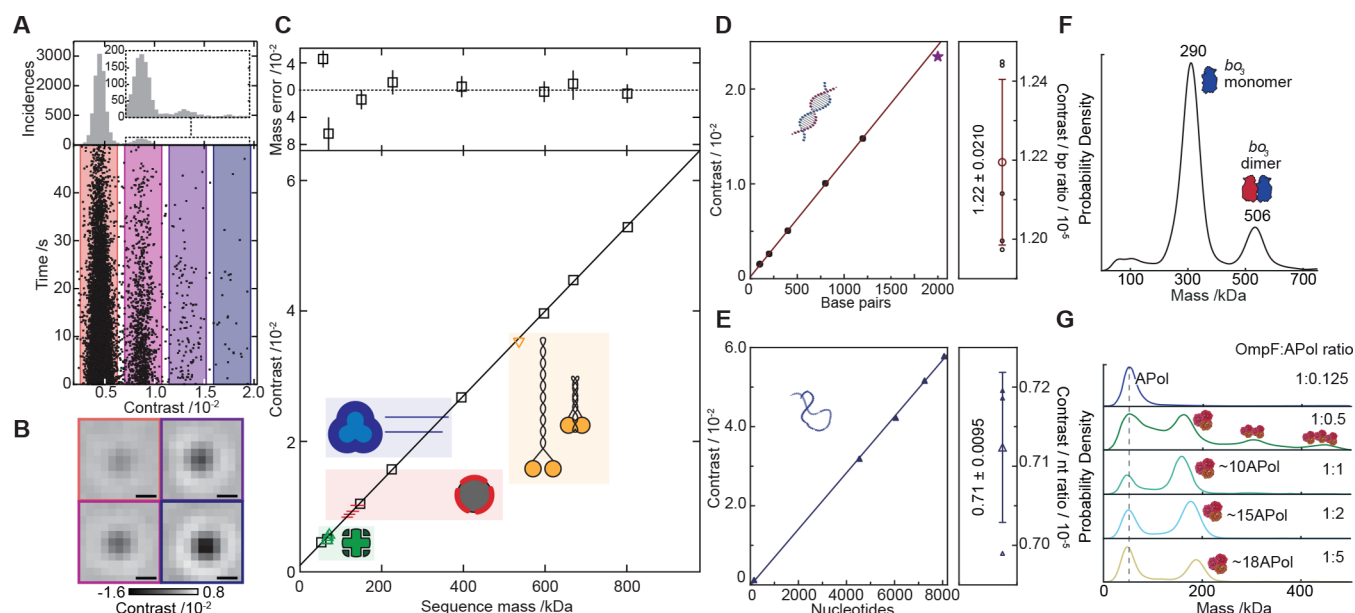 A
Incidences
3000
2000
1000
0
200
150
100
50
0
Time /s
40
30
20
10
0
0.5
1.0
1.5
2.0
Contrast /10-2
B
-1.6
0.8
Contrast /10-2
C
Mass error /10-2
4
0
4
8
Contrast /10-2
6
4
2
0
0
200
400
600
800
Sequence mass /kDa
D
Contrast / 10-2
2.0
1.0
0
0
500
1000
1500
2000
Base pairs
1.22 ± 0.0210
1.24
1.22
1.20
Contrast / bp ratio / 10-5
E
Contrast / 10-2
6.0
4.0
2.0
0
0
2000
4000
6000
8000
Nucleotides
0.771 ± 0.0095
0.72
0.71
0.70
Contrast / nt ratio / 10-5
F
Probability Density
290
bo3
monomer
bo3
dimer
506
100
300
500
700
Mass /kDa
G
OmpF:APol ratio
APol
1:0.125
1:0.5
~10APol
1:1
~15APol
1:2
~18APol
1:5
Probability Density
0
200
400
Mass /kDa